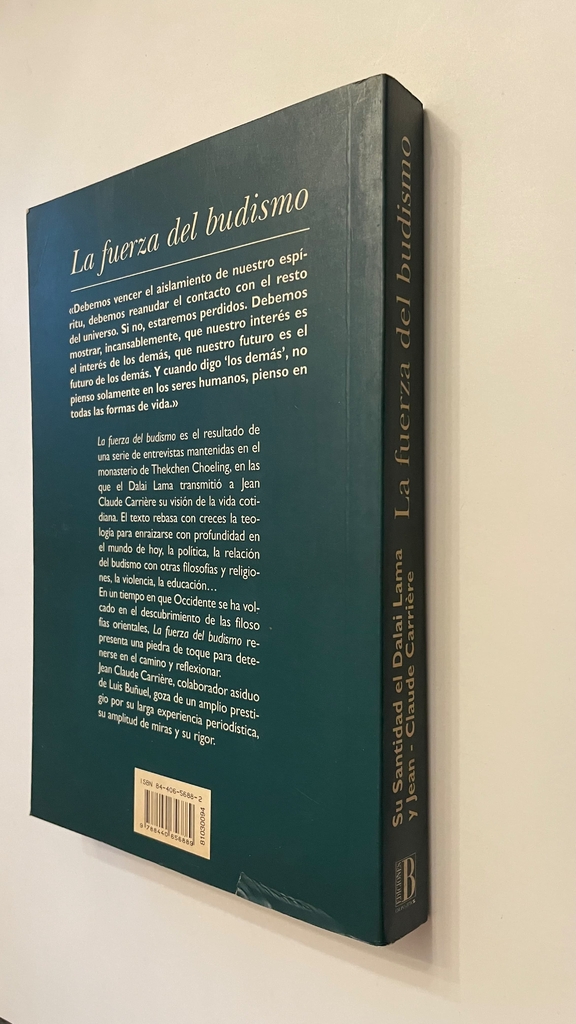 La fuerza del budismo
«Debemos vencer el aislamiento de nuestro espí-
ritu, debemos reanudar el contacto con el resto
del universo. Si no, estaremos perdidos. Debemos
mostrar, incansablemente, que nuestro interés es
el interés de los demás, que nuestro futuro es el
futuro de los demás. Y cuando digo 'los demás', no
pienso solamente en los seres humanos, pienso en
todas las formas de vida.»
La fuerza del budismo es el resultado de
una serie de entrevistas mantenidas en el
monasterio de Thekchen Choeling, en las
que el Dalai Lama transmitió a Jean
Claude Carrière su visión de la vida coti-
diana. El texto rebasa con creces la teo-
logía para enraizarse con profundidad en
el mundo de hoy, la política, la relación
del budismo con otras filosofías y religio-
nes, la violencia, la educación...
En un tiempo en que Occidente se ha vol-
cado en el descubrimiento de las filoso
fías orientales, La fuerza del budismo re-
presenta una piedra de toque para dete-
nerse en el camino y reflexionar.
Jean Claude Carrière, colaborador asiduo
de Luis Buñuel, goza de un amplio presti-
gio por su larga experiencia periodística,
su amplitud de miras y su rigor.
ISBN 84-406-5688-2
9 788440 656889
81030094
Su Santidad el Dalai Lama
y Jean - Claude Carrière
La fuerza del budismo
B
EDICIONES